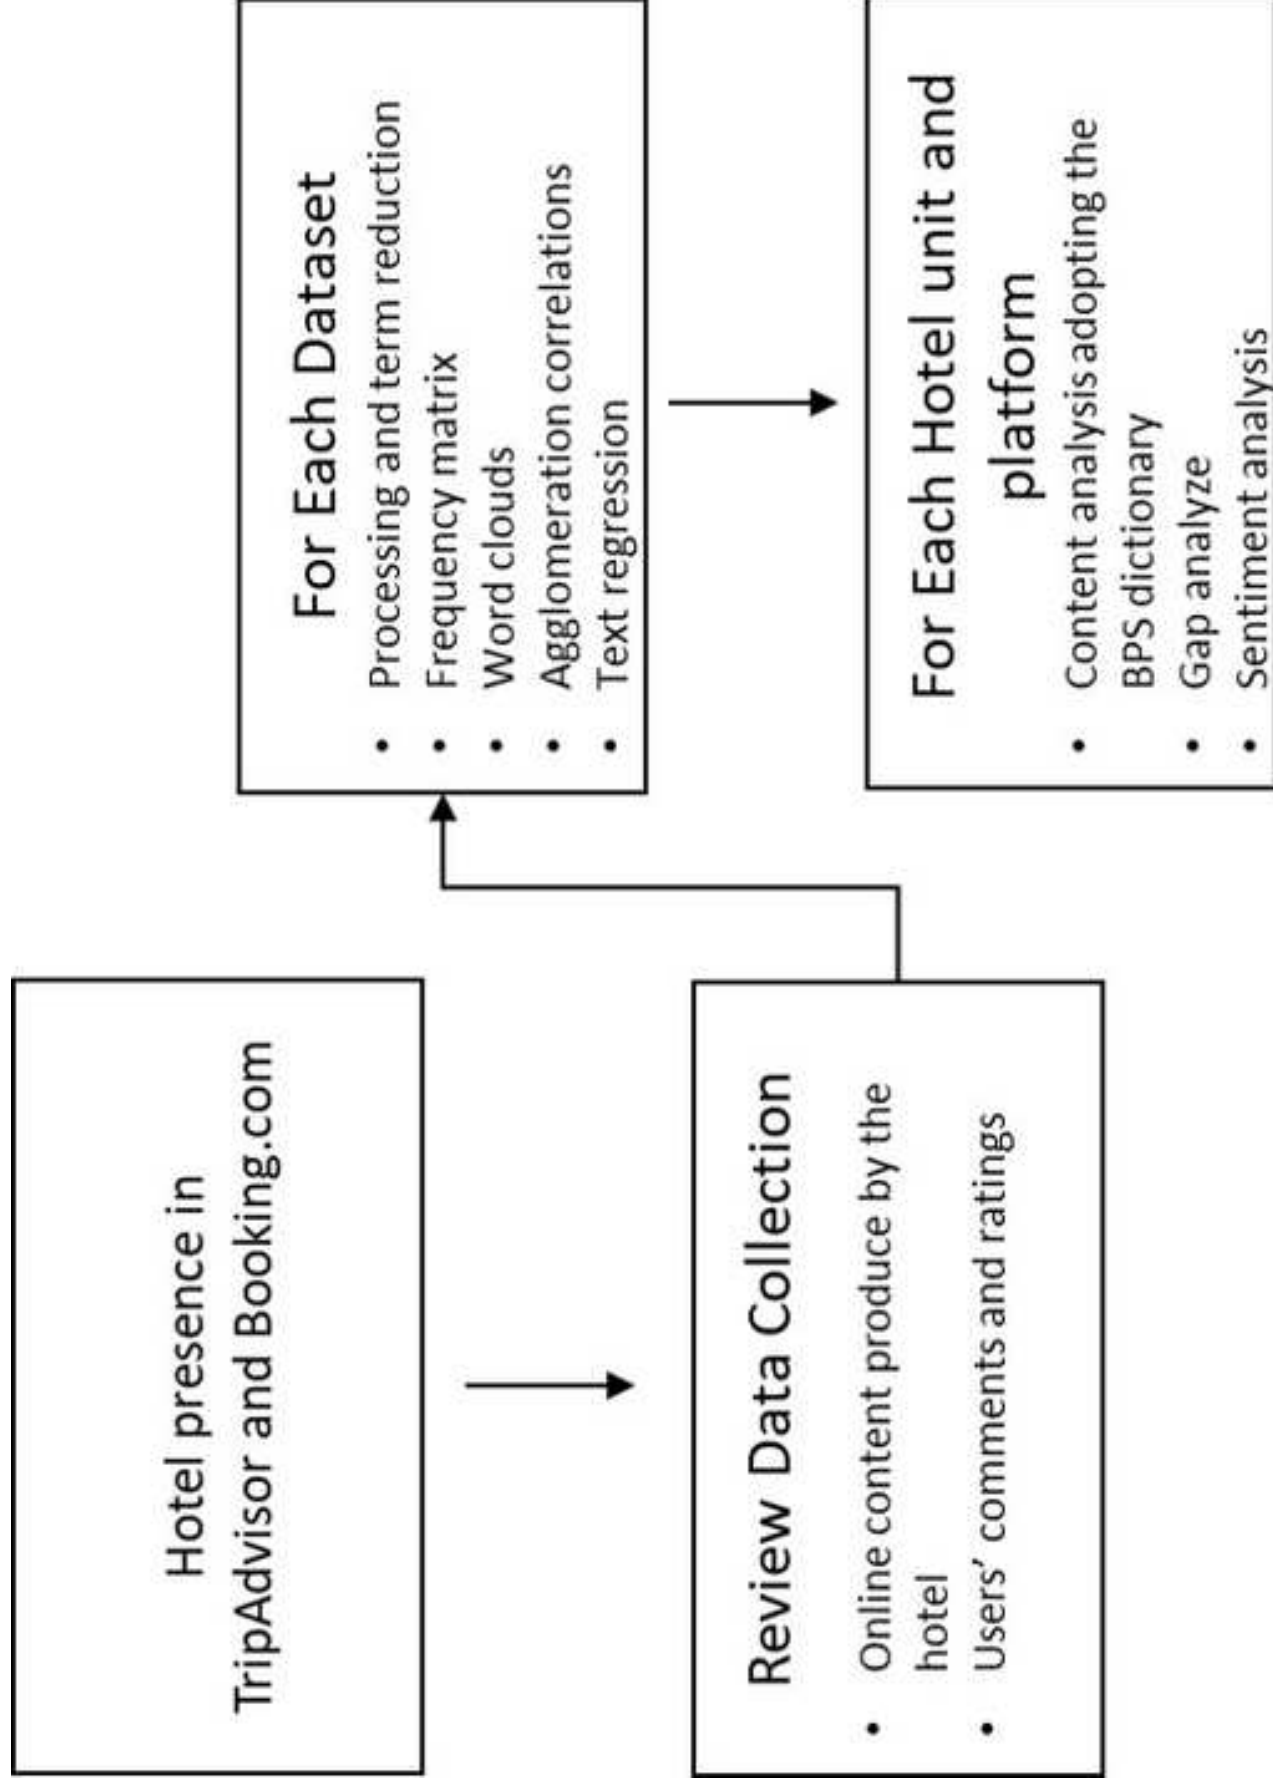 Hotel presence in
TripAdvisor and Booking.com
Review Data Collection
• Online content produce by the
hotel
• Users’ comments and ratings
For Each Dataset
• Processing and term reduction
• Frequency matrix
• Word clouds
• Agglomeration correlations
• Text regression
For Each Hotel unit and
platform
• Content analysis adopting the
BPS dictionary
• Gap analyze
• Sentiment analysis